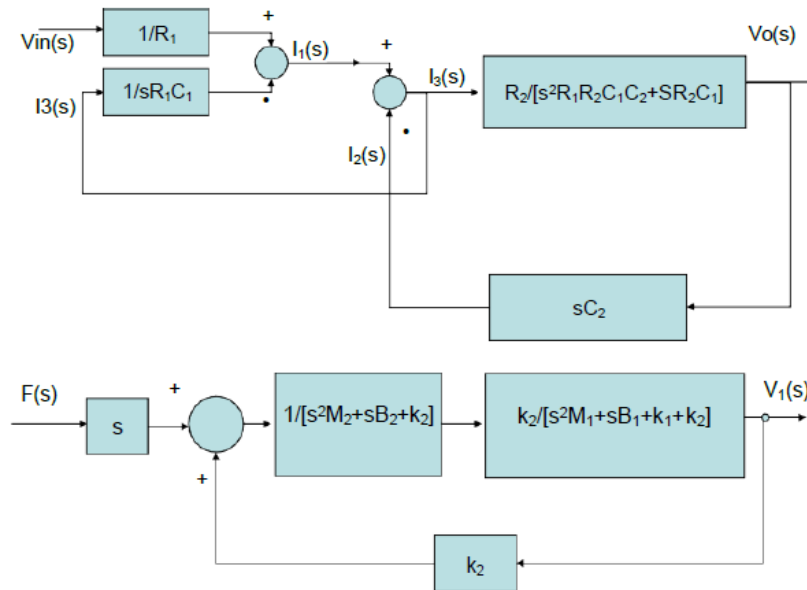 Vin(s)
1/R₁
+
I₁(s)
+
Vo(s)
I3(s)
1/sR₁C₁
•
I₃(s)
R₂/[s²R₁R₂C₁C₂+SR₂C₁]
•
I₂(s)
sC₂
F(s)
s
+
+
1/[s²M₂+sB₂+k₂]
k₂/[s²M₁+sB₁+k₁+k₂]
V₁(s)
k₂